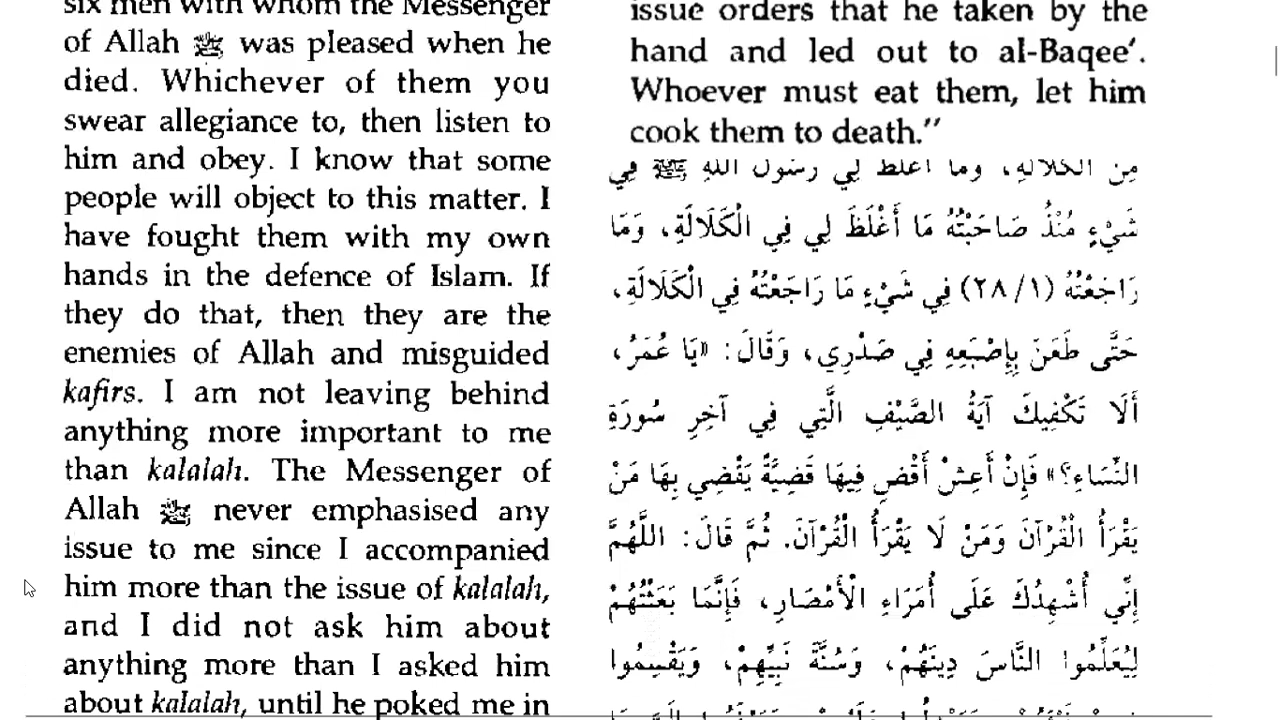 six men with whom the Messenger
of Allah ﷺ was pleased when he
died. Whichever of them you
swear allegiance to, then listen to
him and obey. I know that some
people will object to this matter. I
have fought them with my own
hands in the defence of Islam. If
they do that, then they are the
enemies of Allah and misguided
kafirs. I am not leaving behind
anything more important to me
than kalalah. The Messenger of
Allah ﷺ never emphasised any
issue to me since I accompanied
him more than the issue of kalalah,
and I did not ask him about
anything more than I asked him
about kalalah, until he poked me in
issue orders that he taken by the
hand and led out to al-Baqee'.
Whoever must eat them, let him
cook them to death."
مِن الكلالةِ، وما أغلظ لي رسول اللهِ ﷺ فِي
شَيْءٍ مُنْذُ صَاحَبْتُهُ مَا أَغْلَظَ لِي فِي الْكَلَالَةِ، وَمَا
رَاجَعْتُهُ (٢٨/١) فِي شَيْءٍ مَا رَاجَعْتُهُ فِي الْكَلَالَةِ،
حَتَّى طَعَنَ بِإِصْبَعِهِ فِي صَدْرِي، وَقَالَ: «يَا عُمَرُ،
أَلَا تَكْفِيكَ آيَةُ الصَّيْفِ الَّتِي فِي آخِرِ سُورَةِ
النِّسَاءِ؟» فَإِنْ أَعِشْ أَقْضِ فِيهَا قَضِيَّةً يَقْضِي بِهَا مَنْ
يَقْرَأُ الْقُرْآنَ وَمَنْ لَا يَقْرَأُ الْقُرْآنَ. ثُمَّ قَالَ: اللَّهُمَّ
إِنِّي أُشْهِدُكَ عَلَى أُمَرَاءِ الْأَمْصَارِ، فَإِنَّمَا بَعَثْتُهُمْ
لِيُعَلِّمُوا النَّاسَ دِينَهُمْ، وَسُنَّةَ نَبِيِّهِمْ، وَيَقْسِمُوا